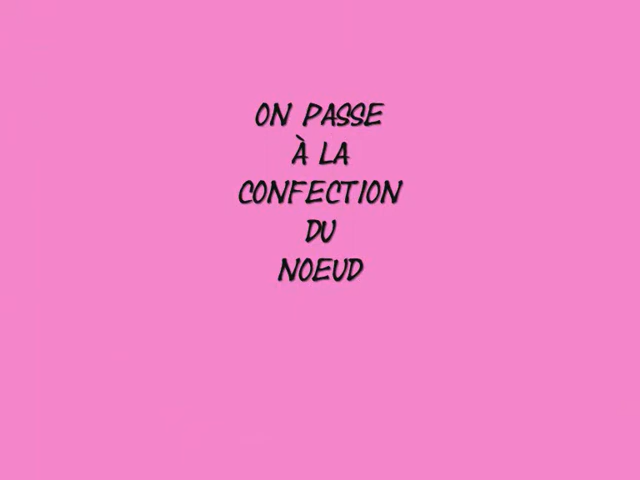 ON PASSE
À LA
CONFECTION
DU
NOEUD